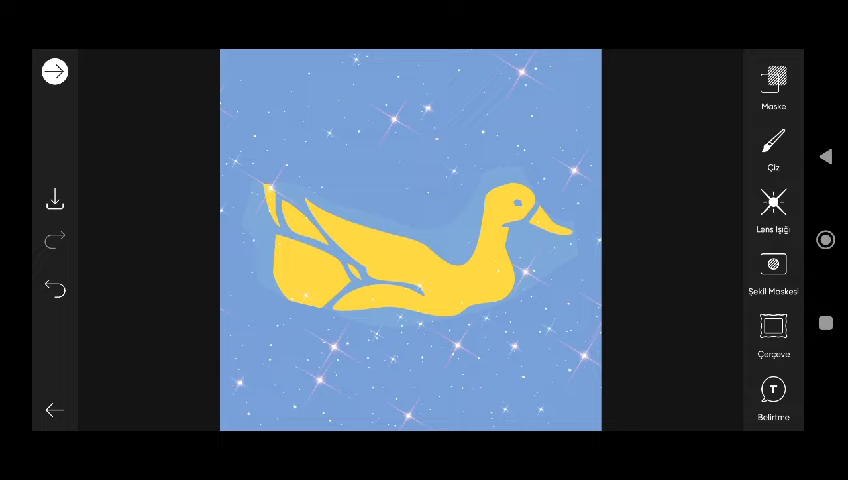 Maske
Çiz
Lens Işığı
Şekil Maskesi
Çerçeve
T
Belirtme